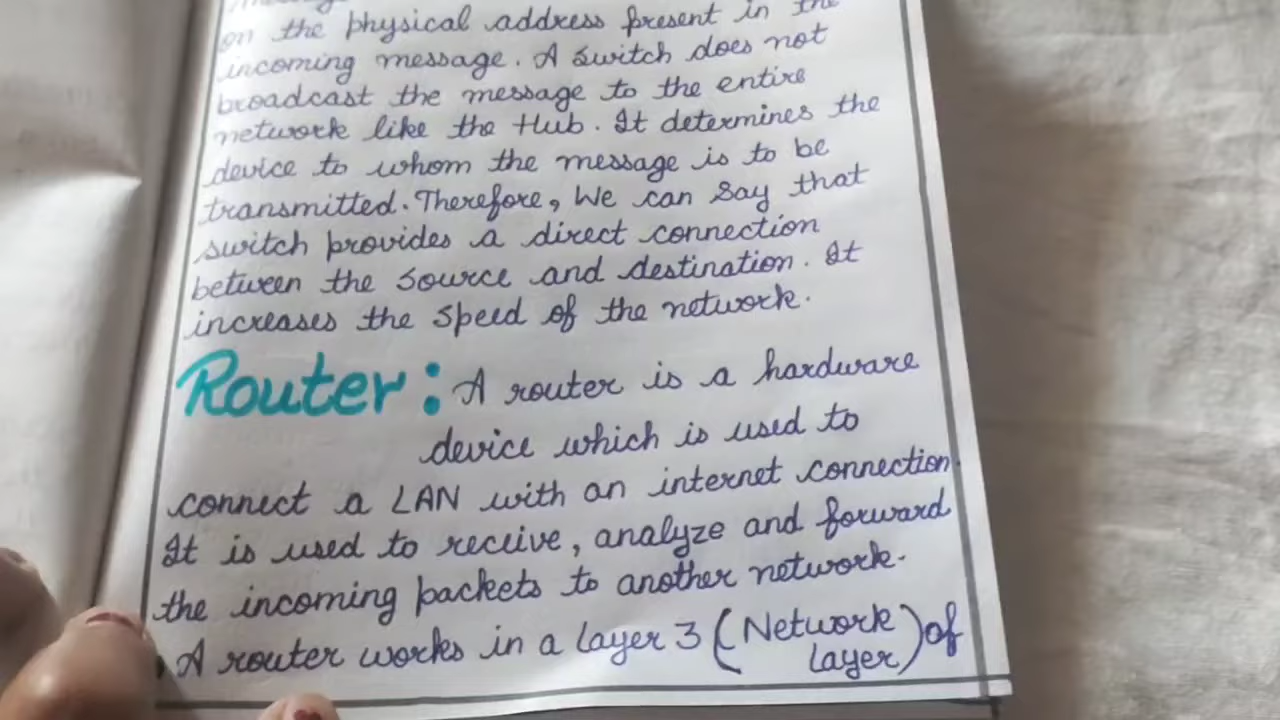 on the physical address present in the
incoming message. A switch does not
broadcast the message to the entire
network like the Hub. It determines the
device to whom the message is to be
transmitted. Therefore, We can say that
switch provides a direct connection
between the source and destination. It
increases the speed of the network.
Router: A router is a hardware
device which is used to
connect a LAN with an internet connection.
It is used to receive, analyze and forward
the incoming packets to another network.
• A router works in a layer 3 (Network
layer) of